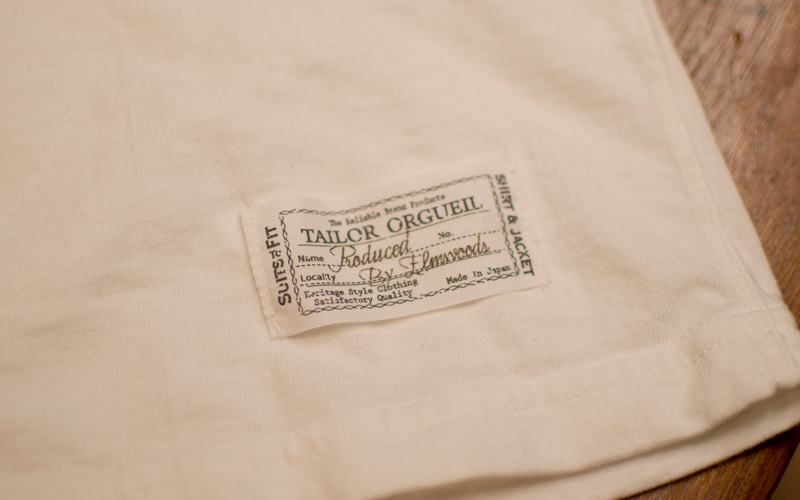 SUITS & FIT
The Reliable Brand Products
TAILOR ORGUEIL
Name Produced No.
Locality By Elmwoods
Heritage Style Clothing
Satisfactory Quality
Made in Japan
SHIRT & JACKET